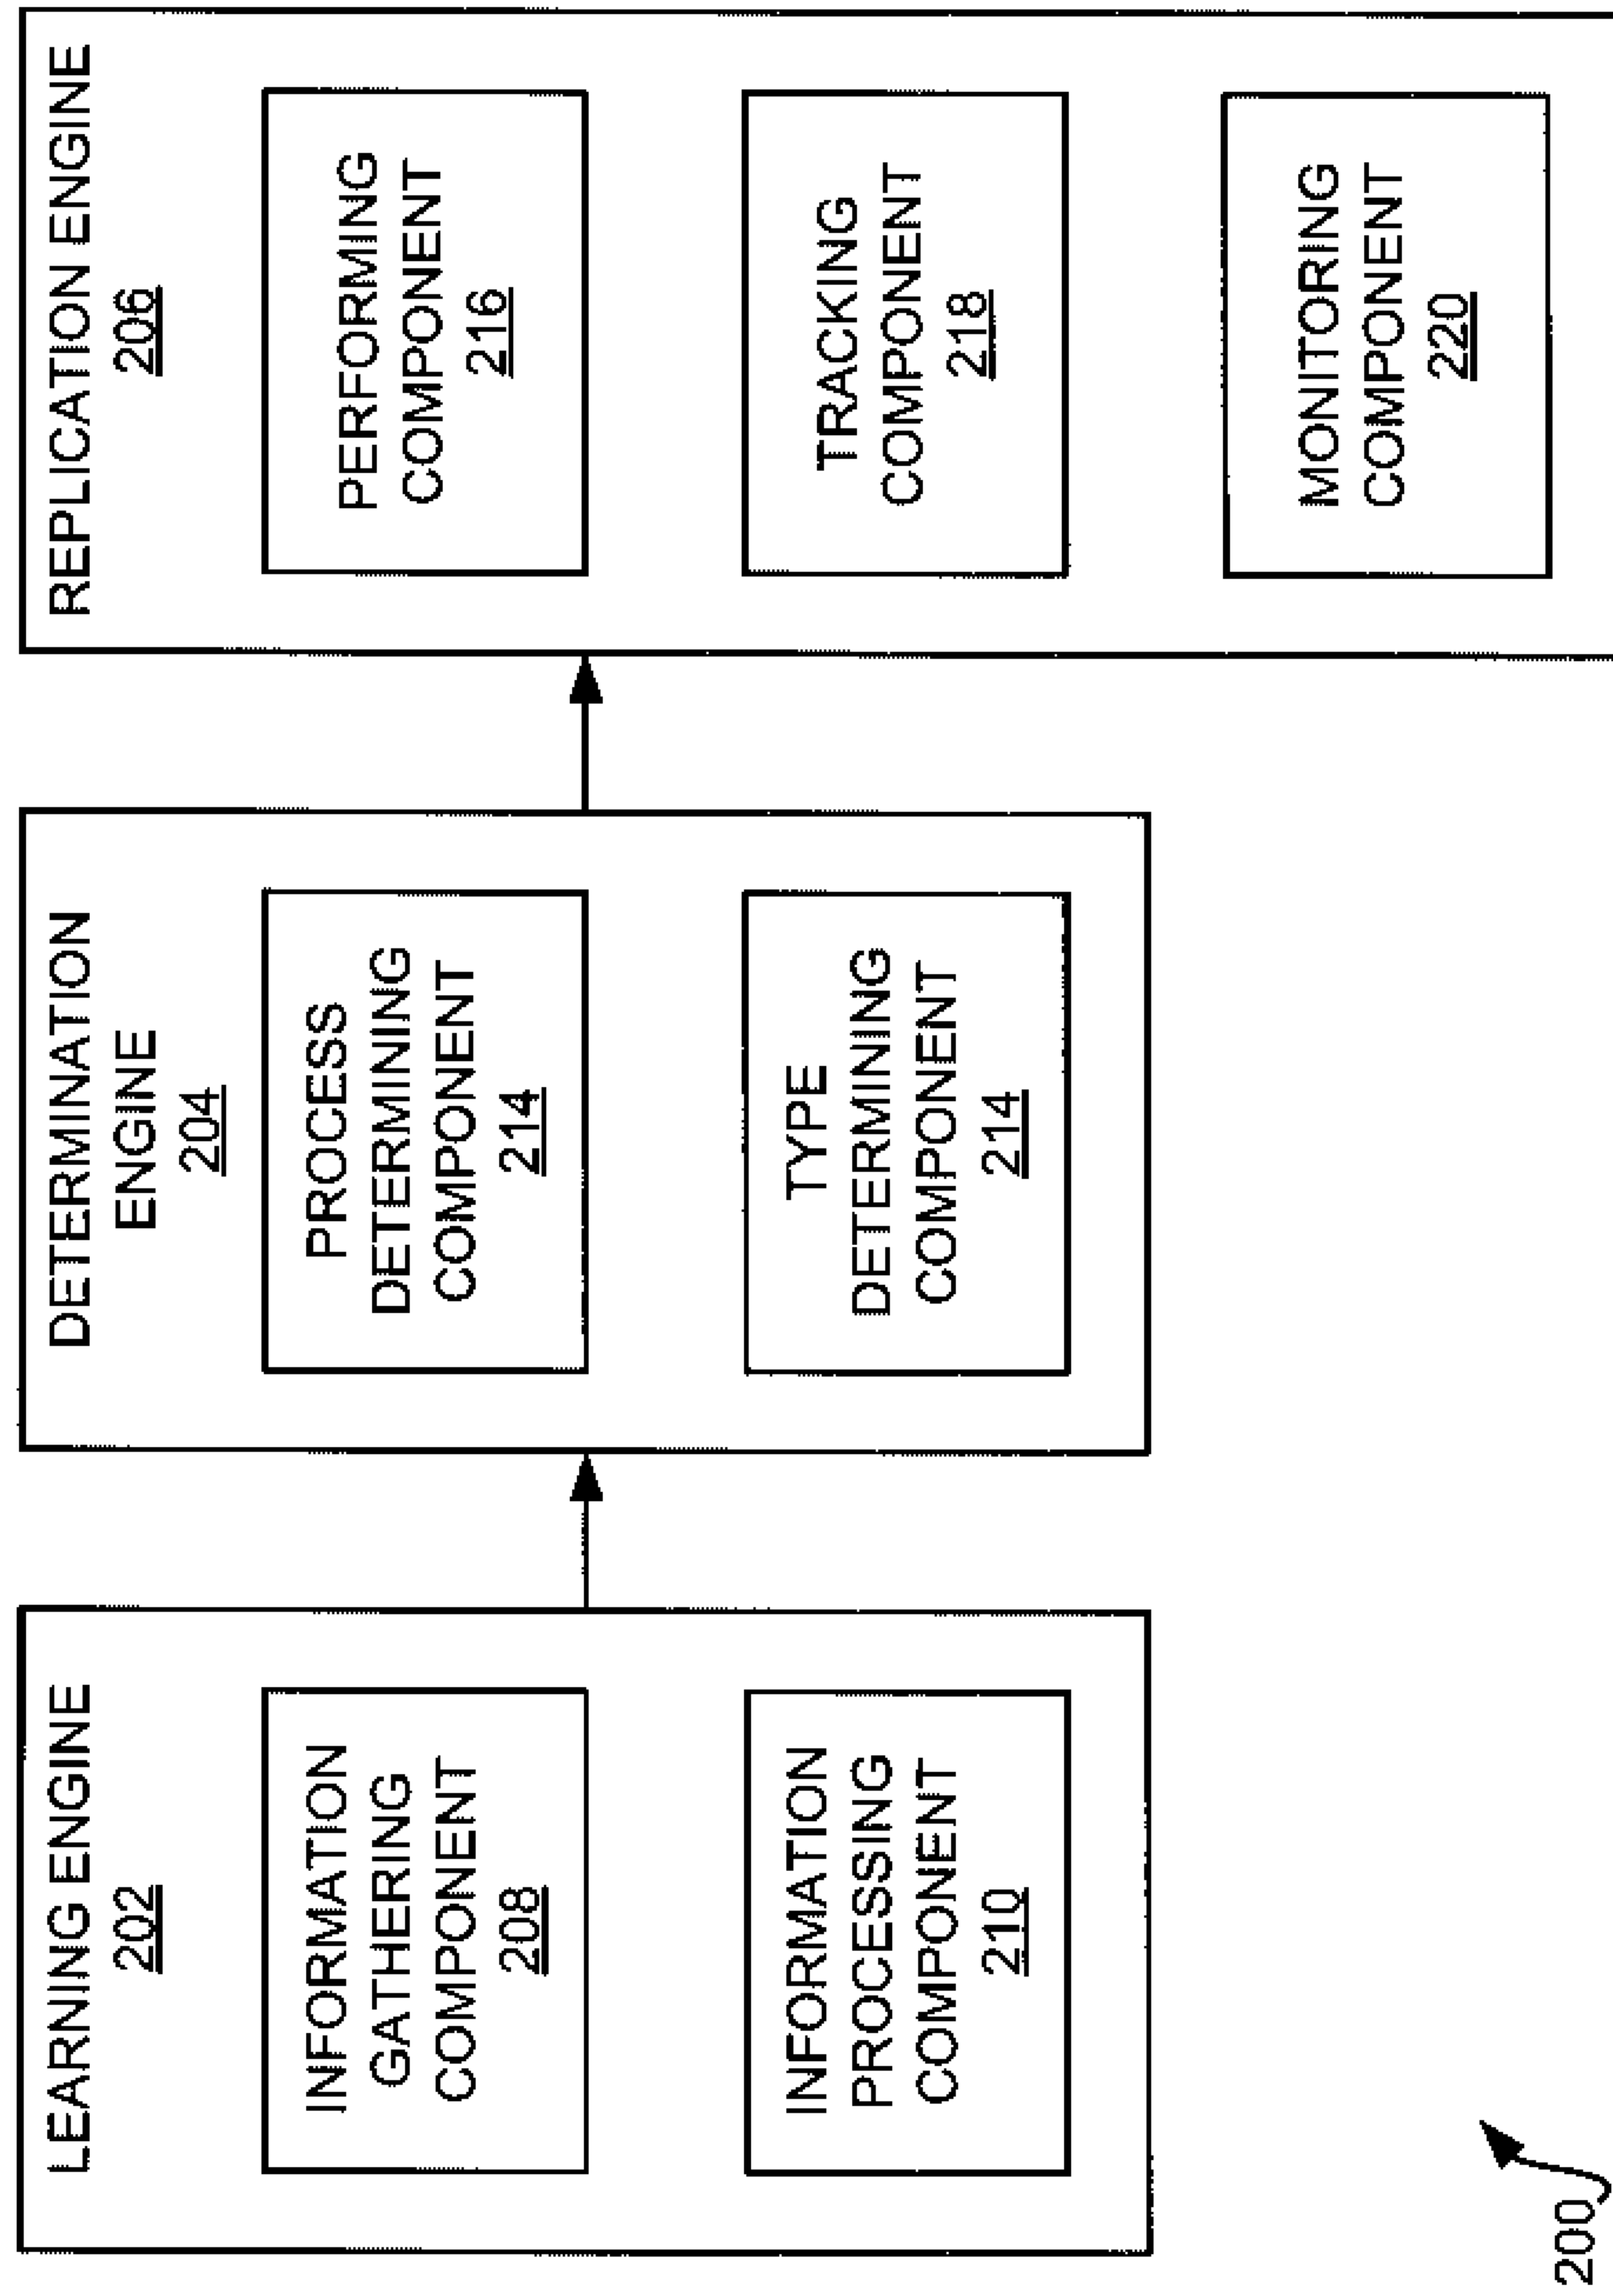 LEARNING ENGINE
202
INFORMATION
GATHERING
COMPONENT
208
INFORMATION
PROCESSING
COMPONENT
210
DETERMINATION
ENGINE
204
PROCESS
DETERMINING
COMPONENT
214
TYPE
DETERMINING
COMPONENT
214
REPLICATION ENGINE
206
PERFORMING
COMPONENT
216
TRACKING
COMPONENT
218
MONITORING
COMPONENT
220
200